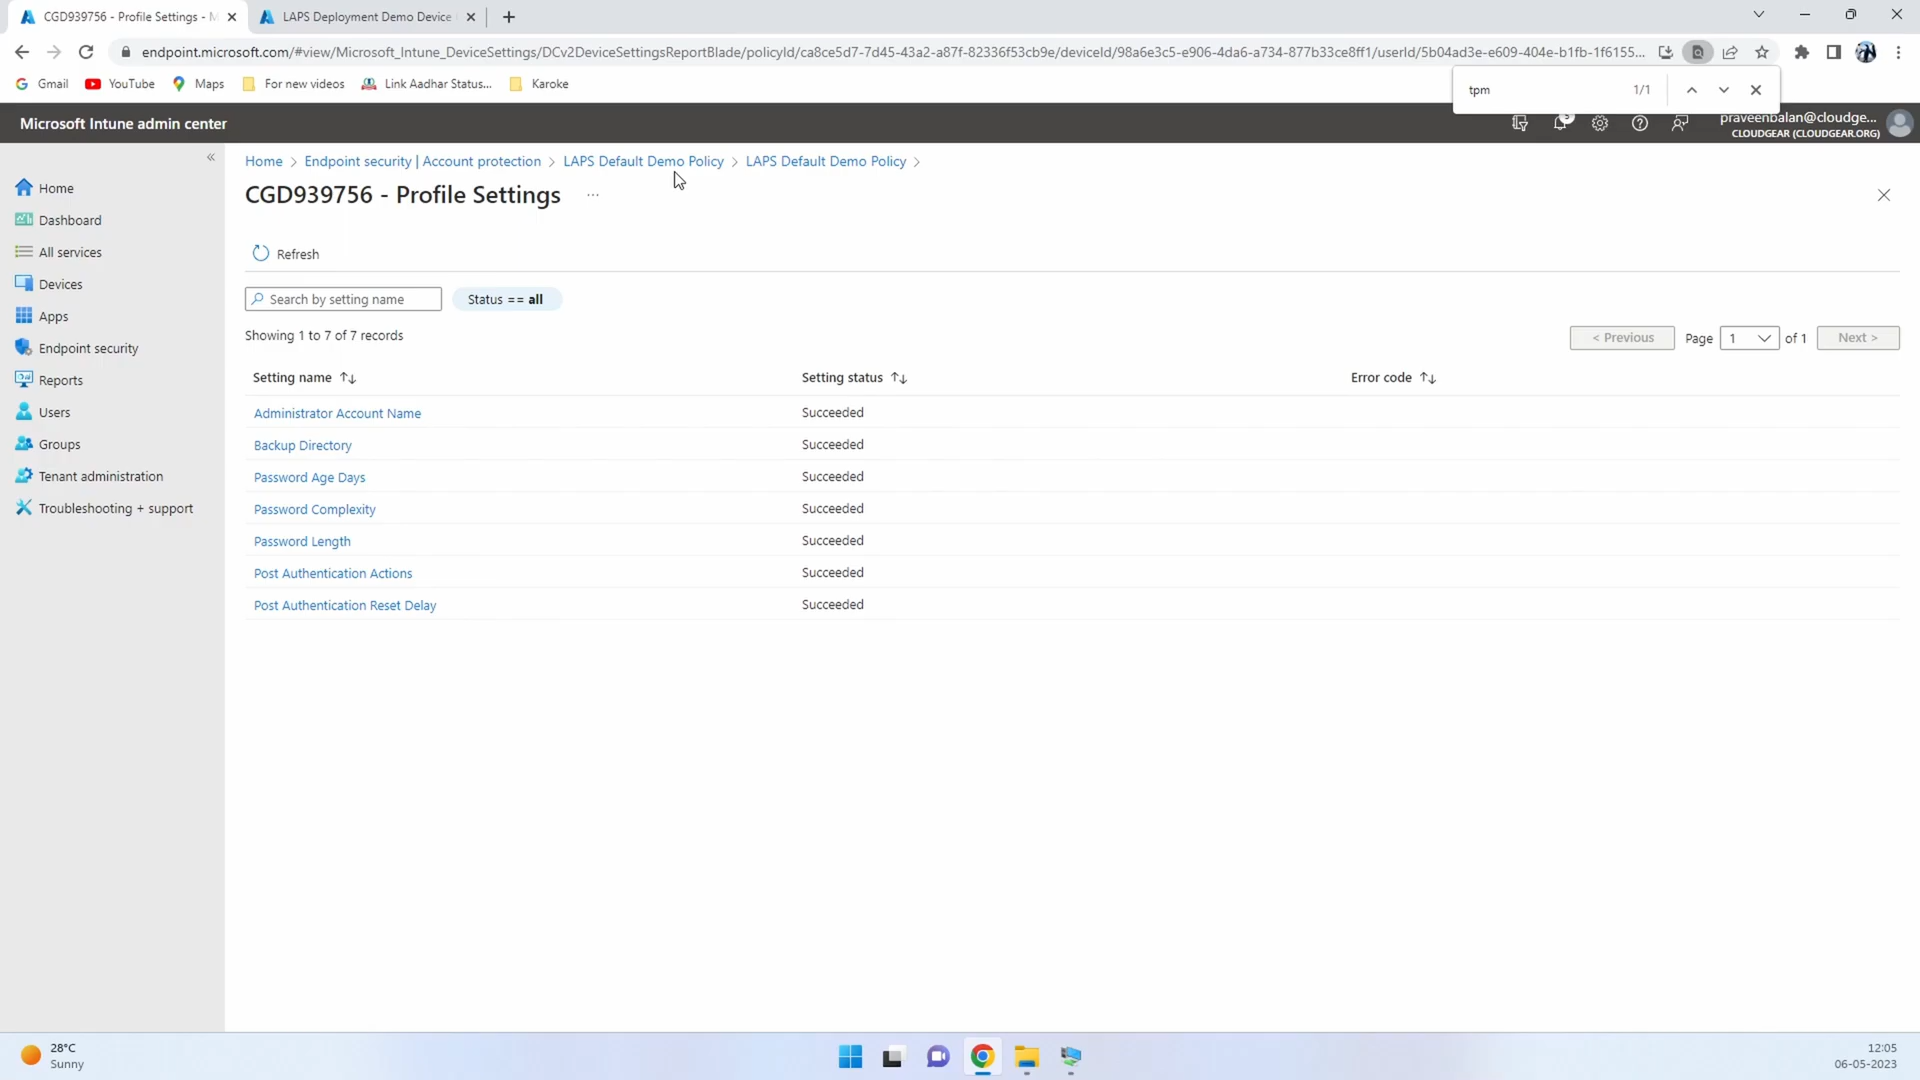 CGD939756 - Profile Settings - M
LAPS Deployment Demo Device
endpoint.microsoft.com/#view/Microsoft_Intune_DeviceSettings/DCv2DeviceSettingsReportBlade/policyId/ca8ce5d7-7d45-43a2-a87f-82336f53cb9e/deviceId/98a6e3c5-e906-4da6-a734-877b33ce8ff1/userId/5b04ad3e-e609-404e-b1fb-1f6155...
Gmail YouTube Maps For new videos Link Aadhar Status... Karoke
tpm 1/1
Microsoft Intune admin center
praveenbalan@cloudge...
CLOUDGEAR (CLOUDGEAR.ORG)
Home
Dashboard
All services
Devices
Apps
Endpoint security
Reports
Users
Groups
Tenant administration
Troubleshooting + support
Home > Endpoint security | Account protection > LAPS Default Demo Policy > LAPS Default Demo Policy >
CGD939756 - Profile Settings ...
Refresh
Search by setting name Status == all
Showing 1 to 7 of 7 records
< Previous Page 1 of 1 Next >
Setting name Setting status Error code
Administrator Account Name Succeeded
Backup Directory Succeeded
Password Age Days Succeeded
Password Complexity Succeeded
Password Length Succeeded
Post Authentication Actions Succeeded
Post Authentication Reset Delay Succeeded
28°C
Sunny
12:05
06-05-2023